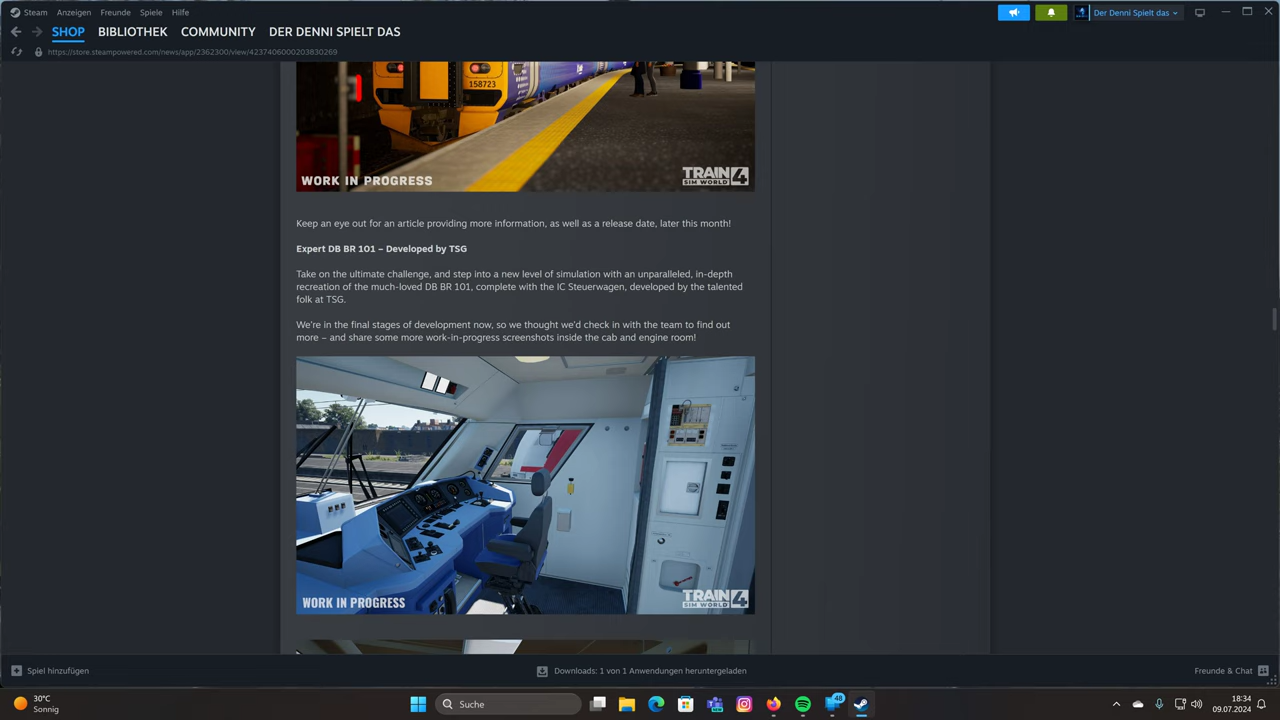 Steam Anzeigen Freunde Spiele Hilfe
Der Denni Spielt das
SHOP BIBLIOTHEK COMMUNITY DER DENNI SPIELT DAS
https://store.steampowered.com/news/app/2362300/view/4237406000203830269
158723
WORK IN PROGRESS
TRAIN SIM WORLD 4
Keep an eye out for an article providing more information, as well as a release date, later this month!
Expert DB BR 101 – Developed by TSG
Take on the ultimate challenge, and step into a new level of simulation with an unparalleled, in-depth
recreation of the much-loved DB BR 101, complete with the IC Steuerwagen, developed by the talented
folk at TSG.
We're in the final stages of development now, so we thought we'd check in with the team to find out
more – and share some more work-in-progress screenshots inside the cab and engine room!
WORK IN PROGRESS
TRAIN SIM WORLD 4
Spiel hinzufügen
Downloads: 1 von 1 Anwendungen heruntergeladen
Freunde & Chat
30°C
Sonnig
Suche
48
18:34
09.07.2024